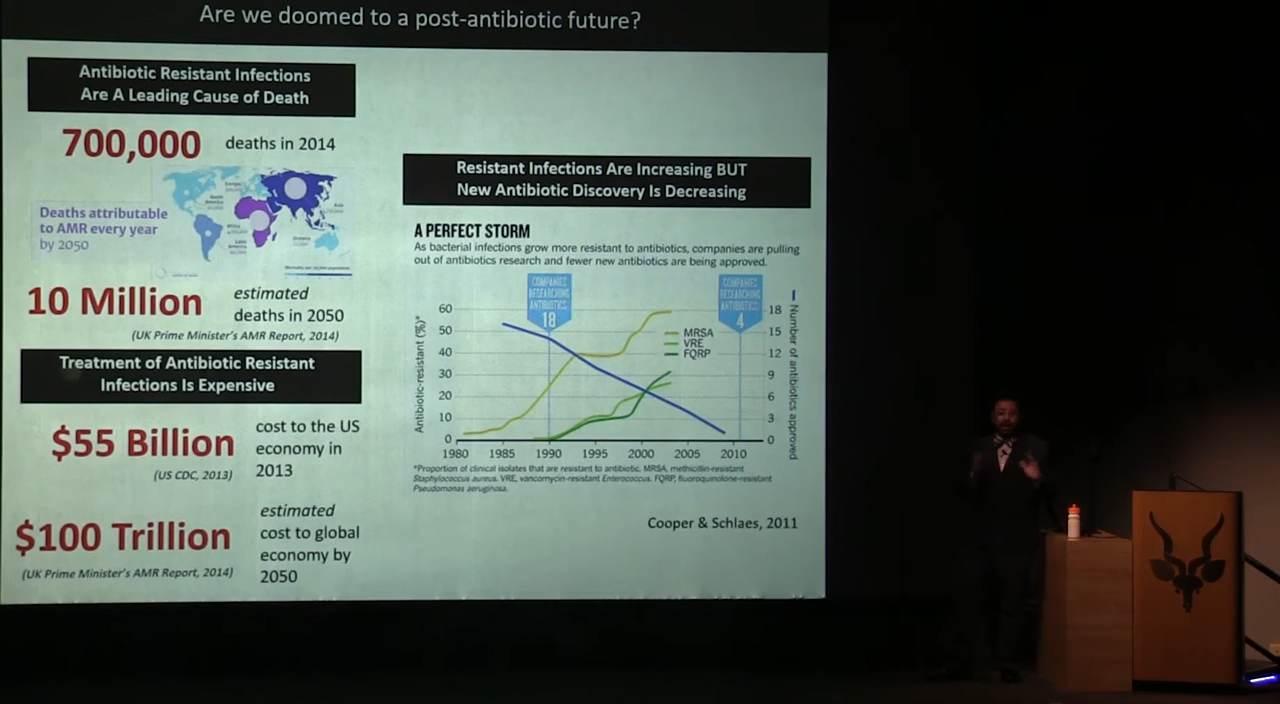 Are we doomed to a post-antibiotic future?
Antibiotic Resistant Infections
Are A Leading Cause of Death
700,000 deaths in 2014
Deaths attributable
to AMR every year
by 2050
Europe
North
America
Asia
Africa
Latin
America
Oceania
10 Million
estimated
deaths in 2050
(UK Prime Minister's AMR Report, 2014)
Treatment of Antibiotic Resistant
Infections Is Expensive
$55 Billion
(US CDC, 2013)
cost to the US
economy in
2013
$100 Trillion
(UK Prime Minister's AMR Report, 2014)
estimated
cost to global
economy by
2050
Resistant Infections Are Increasing BUT
New Antibiotic Discovery Is Decreasing
A PERFECT STORM
As bacterial infections grow more resistant to antibiotics, companies are pulling
out of antibiotics research and fewer new antibiotics are being approved.
COMPANIES
RESEARCHING
ANTIBIOTICS
18
COMPANIES
RESEARCHING
ANTIBIOTICS
4
Antibiotic-resistant (%)*
60
50
40
30
20
10
0
MRSA
VRE
FQRP
18
15
12
9
6
3
0
Number of antibiotics approved
1980 1985 1990 1995 2000 2005 2010
*Proportion of clinical isolates that are resistant to antibiotic. MRSA, methicillin-resistant
Staphylococcus aureus. VRE, vancomycin-resistant Enterococcus. FQRP, fluoroquinolone-resistant
Pseudomonas aeruginosa.
Cooper & Schlaes, 2011